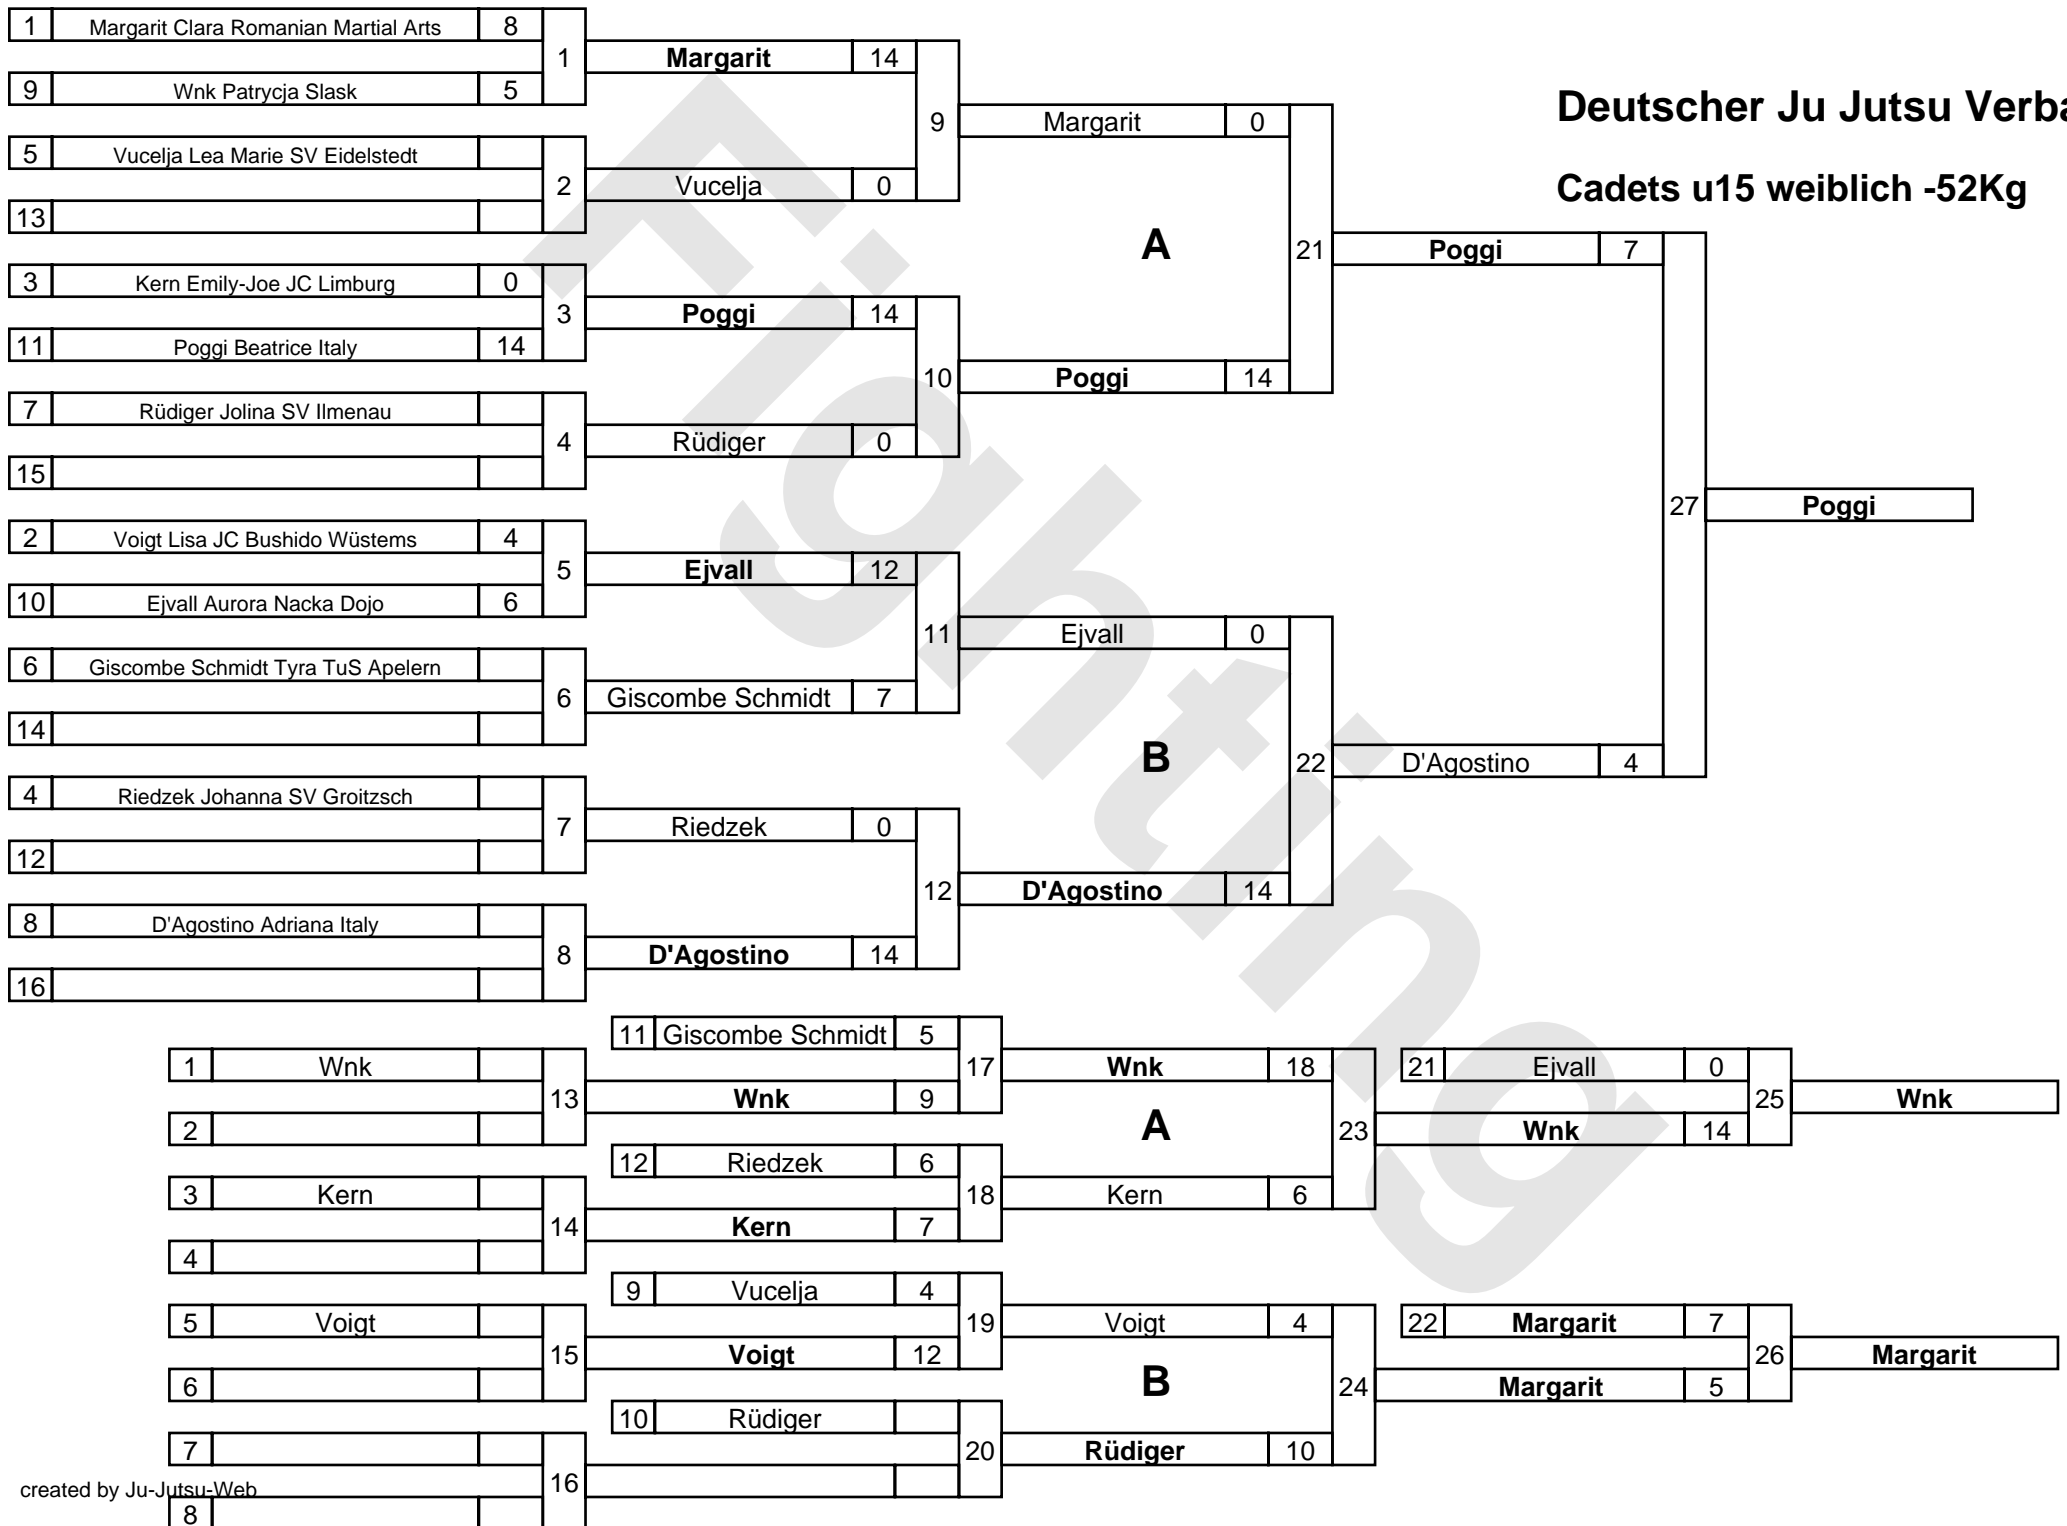 1 Margarit Clara Romanian Martial Arts 8
1 Margarit 14
9 Wnk Patrycja Slask 5
Deutscher Ju Jutsu Verba
9 Margarit 0
5 Vucelja Lea Marie SV Eidelstedt
2 Vucelja 0
Cadets u15 weiblich -52Kg
13
A 21 Poggi 7
3 Kern Emily-Joe JC Limburg 0
3 Poggi 14
11 Poggi Beatrice Italy 14
10 Poggi 14
7 Rüdiger Jolina SV Ilmenau
4 Rüdiger 0
15
27 Poggi
2 Voigt Lisa JC Bushido Wüstems 4
5 Ejvall 12
10 Ejvall Aurora Nacka Dojo 6
11 Ejvall 0
6 Giscombe Schmidt Tyra TuS Apelern
6 Giscombe Schmidt 7
14
B 22 D'Agostino 4
4 Riedzek Johanna SV Groitzsch
7 Riedzek 0
12
12 D'Agostino 14
8 D'Agostino Adriana Italy
8 D'Agostino 14
16
11 Giscombe Schmidt 5
1 Wnk 17 Wnk 18 21 Ejvall 0
13 Wnk 9 25 Wnk
2 A 23 Wnk 14
12 Riedzek 6
3 Kern 18 Kern 6
14 Kern 7
4
9 Vucelja 4
5 Voigt 19 Voigt 4 22 Margarit 7
15 Voigt 12 26 Margarit
6 B 24 Margarit 5
10 Rüdiger
7 20 Rüdiger 10
16
created by Ju-Jutsu-Web
8
Fighting